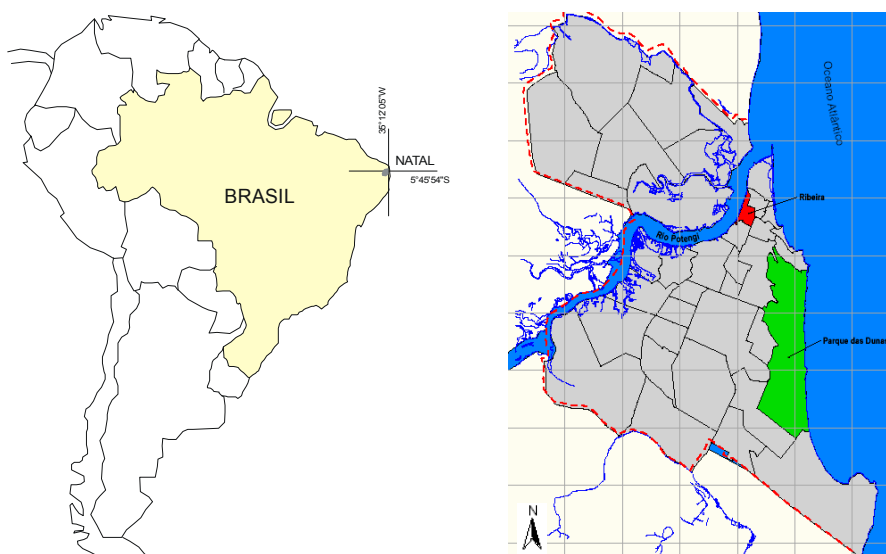 BRASIL
35°12'05"W
NATAL
5°45'54"S
Oceano Atlântico
Ribeira
Rio Potengi
Parque das Dunas
N